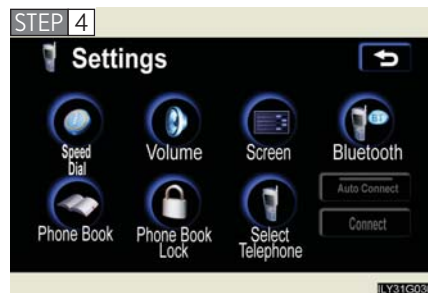 STEP 4
Settings
Speed
Dial
Volume
Screen
Bluetooth
Auto Connect
Phone Book
Phone Book
Lock
Select
Telephone
Connect
ILY31G03